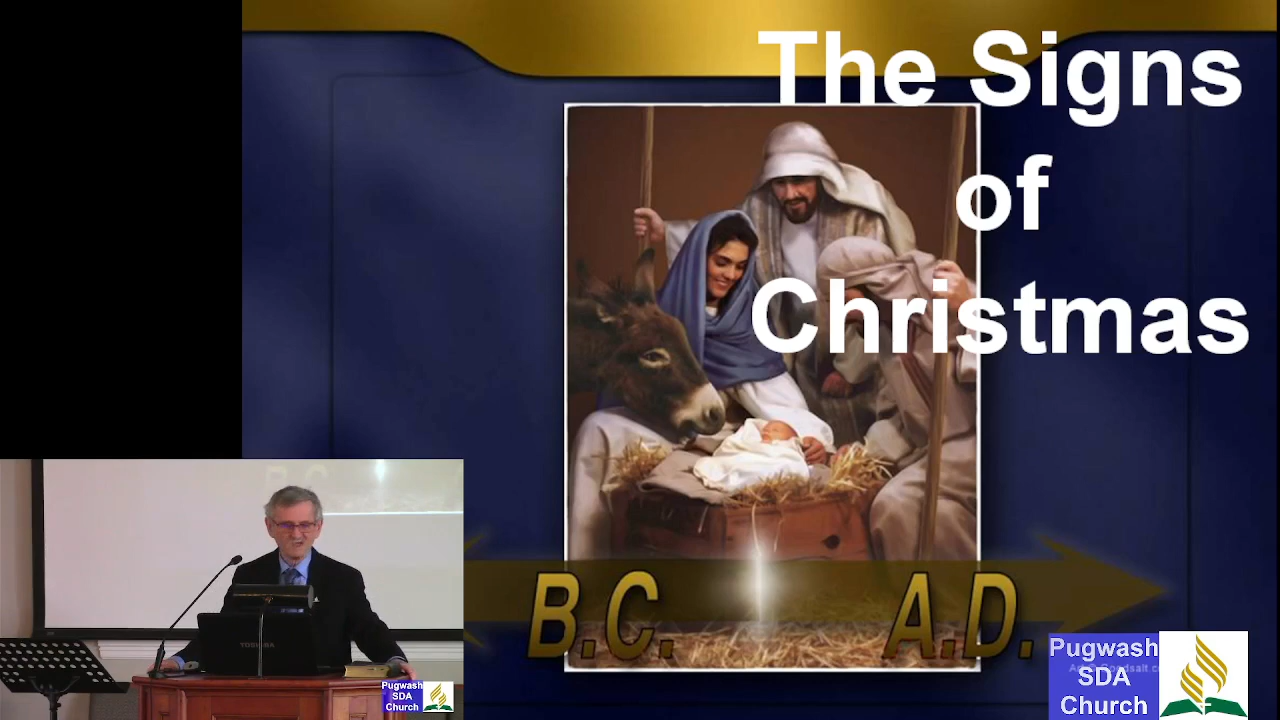 The Signs
of
Christmas
B.C. A.D.
B.C.
TOSHIBA
Pugwash
SDA
Church
Pugwash
SDA
Church